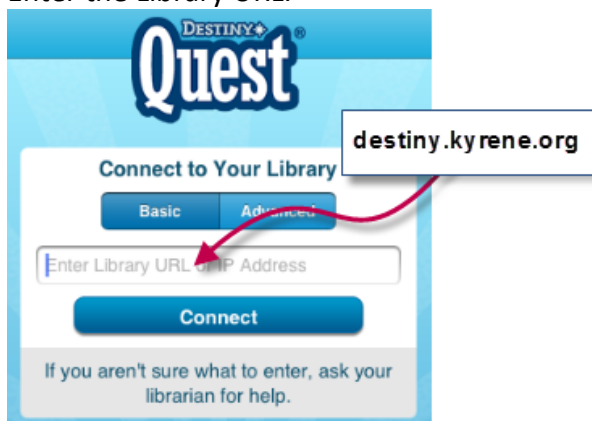 Enter the Library URL.
DESTINY
Quest®
destiny.kyrene.org
Connect to Your Library
Basic
Advanced
Enter Library URL or IP Address
Connect
If you aren't sure what to enter, ask your
librarian for help.